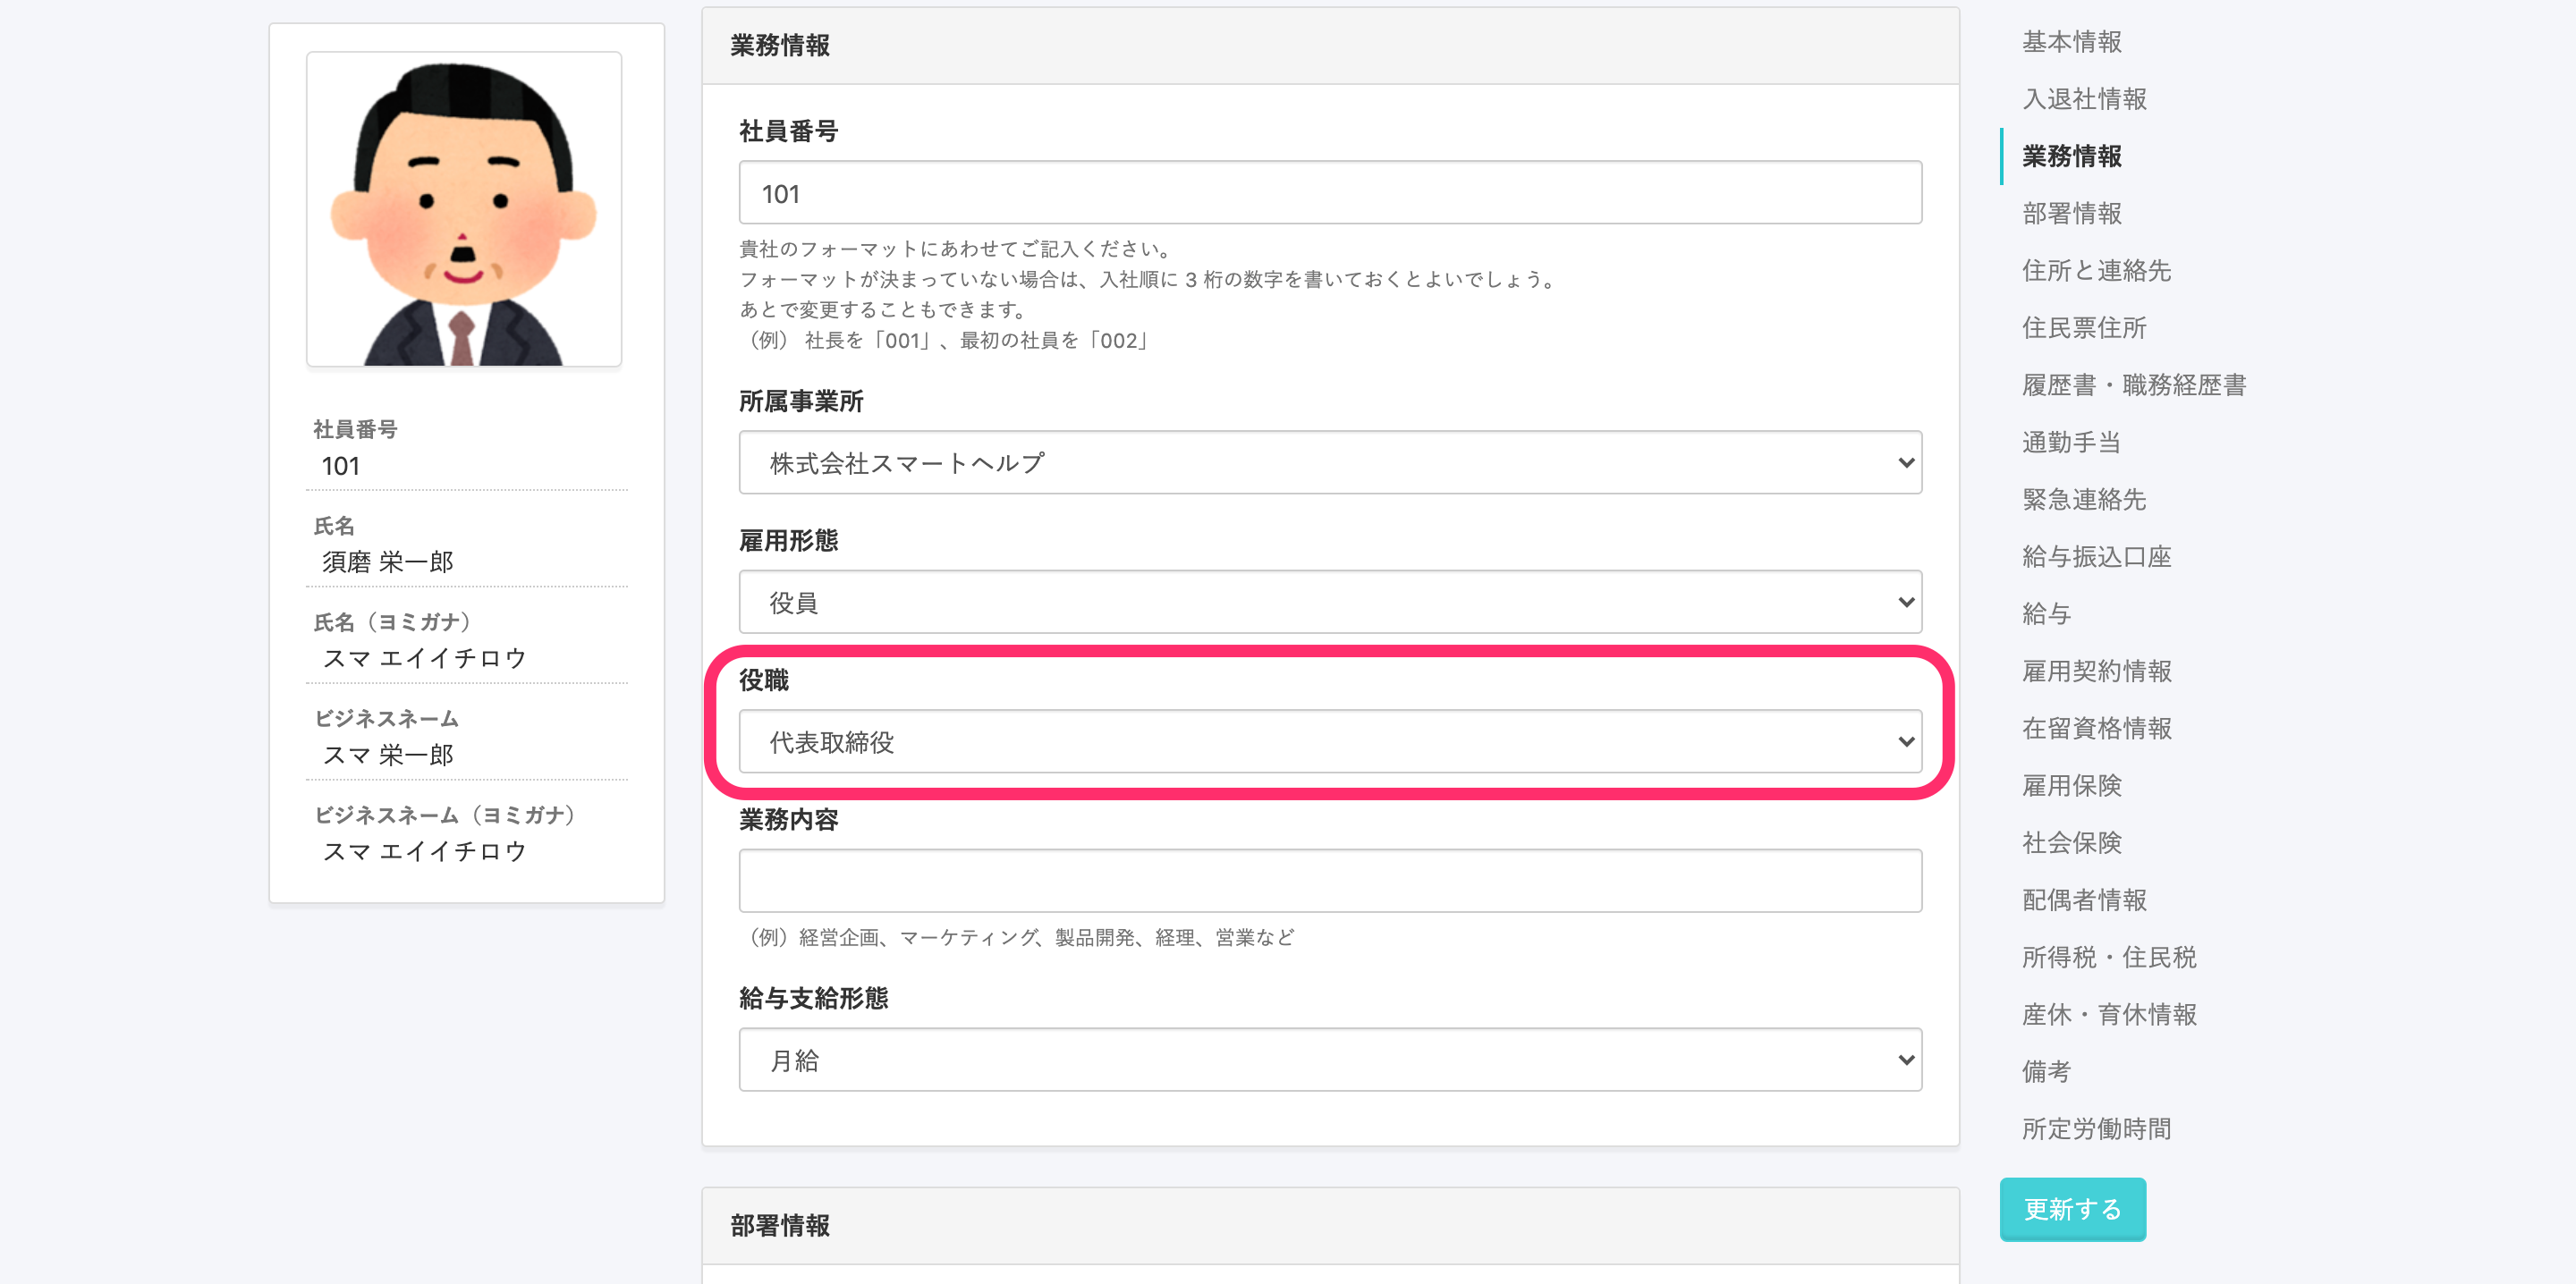 社員番号
101
氏名
須磨 栄一郎
氏名（ヨミガナ）
スマ エイイチロウ
ビジネスネーム
スマ 栄一郎
ビジネスネーム（ヨミガナ）
スマ エイイチロウ
業務情報
社員番号
101
貴社のフォーマットにあわせてご記入ください。
フォーマットが決まっていない場合は、入社順に 3 桁の数字を書いておくとよいでしょう。
あとで変更することもできます。
（例） 社長を「001」、最初の社員を「002」
所属事業所
株式会社スマートヘルプ
雇用形態
役員
役職
代表取締役
業務内容
（例）経営企画、マーケティング、製品開発、経理、営業など
給与支給形態
月給
部署情報
基本情報
入退社情報
業務情報
部署情報
住所と連絡先
住民票住所
履歴書・職務経歴書
通勤手当
緊急連絡先
給与振込口座
給与
雇用契約情報
在留資格情報
雇用保険
社会保険
配偶者情報
所得税・住民税
産休・育休情報
備考
所定労働時間
更新する